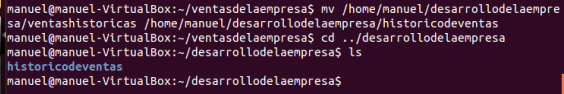 manuel@manuel-VirtualBox:~/ventasdelaempresa$ mv /home/manuel/desarrollodelaempre
sa/ventashistoricas /home/manuel/desarrollodelaempresa/historicodeventas
manuel@manuel-VirtualBox:~/ventasdelaempresa$ cd ../desarrollodelaempresa
manuel@manuel-VirtualBox:~/desarrollodelaempresa$ ls
historicodeventas
manuel@manuel-VirtualBox:~/desarrollodelaempresa$